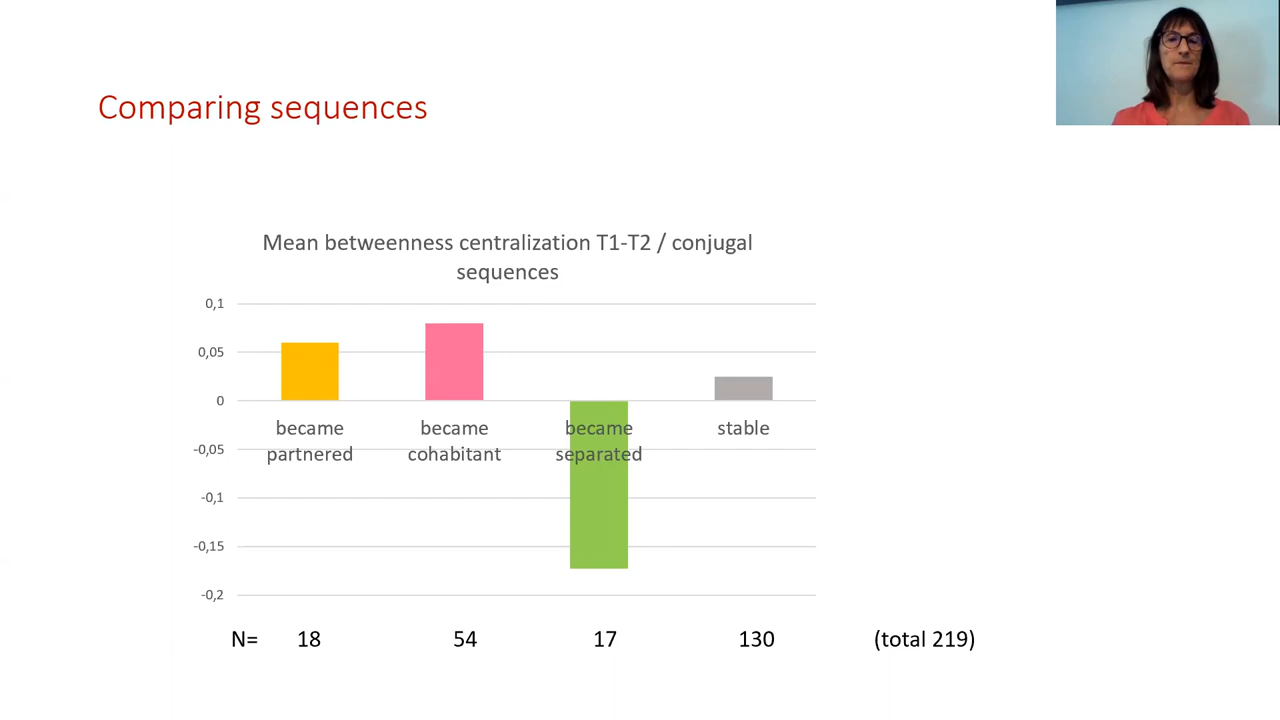 Comparing sequences
Mean betweenness centralization T1-T2 / conjugal
sequences
0,1
0,05
0
became became became stable
partnered cohabitant separated
-0,05
-0,1
-0,15
-0,2
N= 18 54 17 130 (total 219)